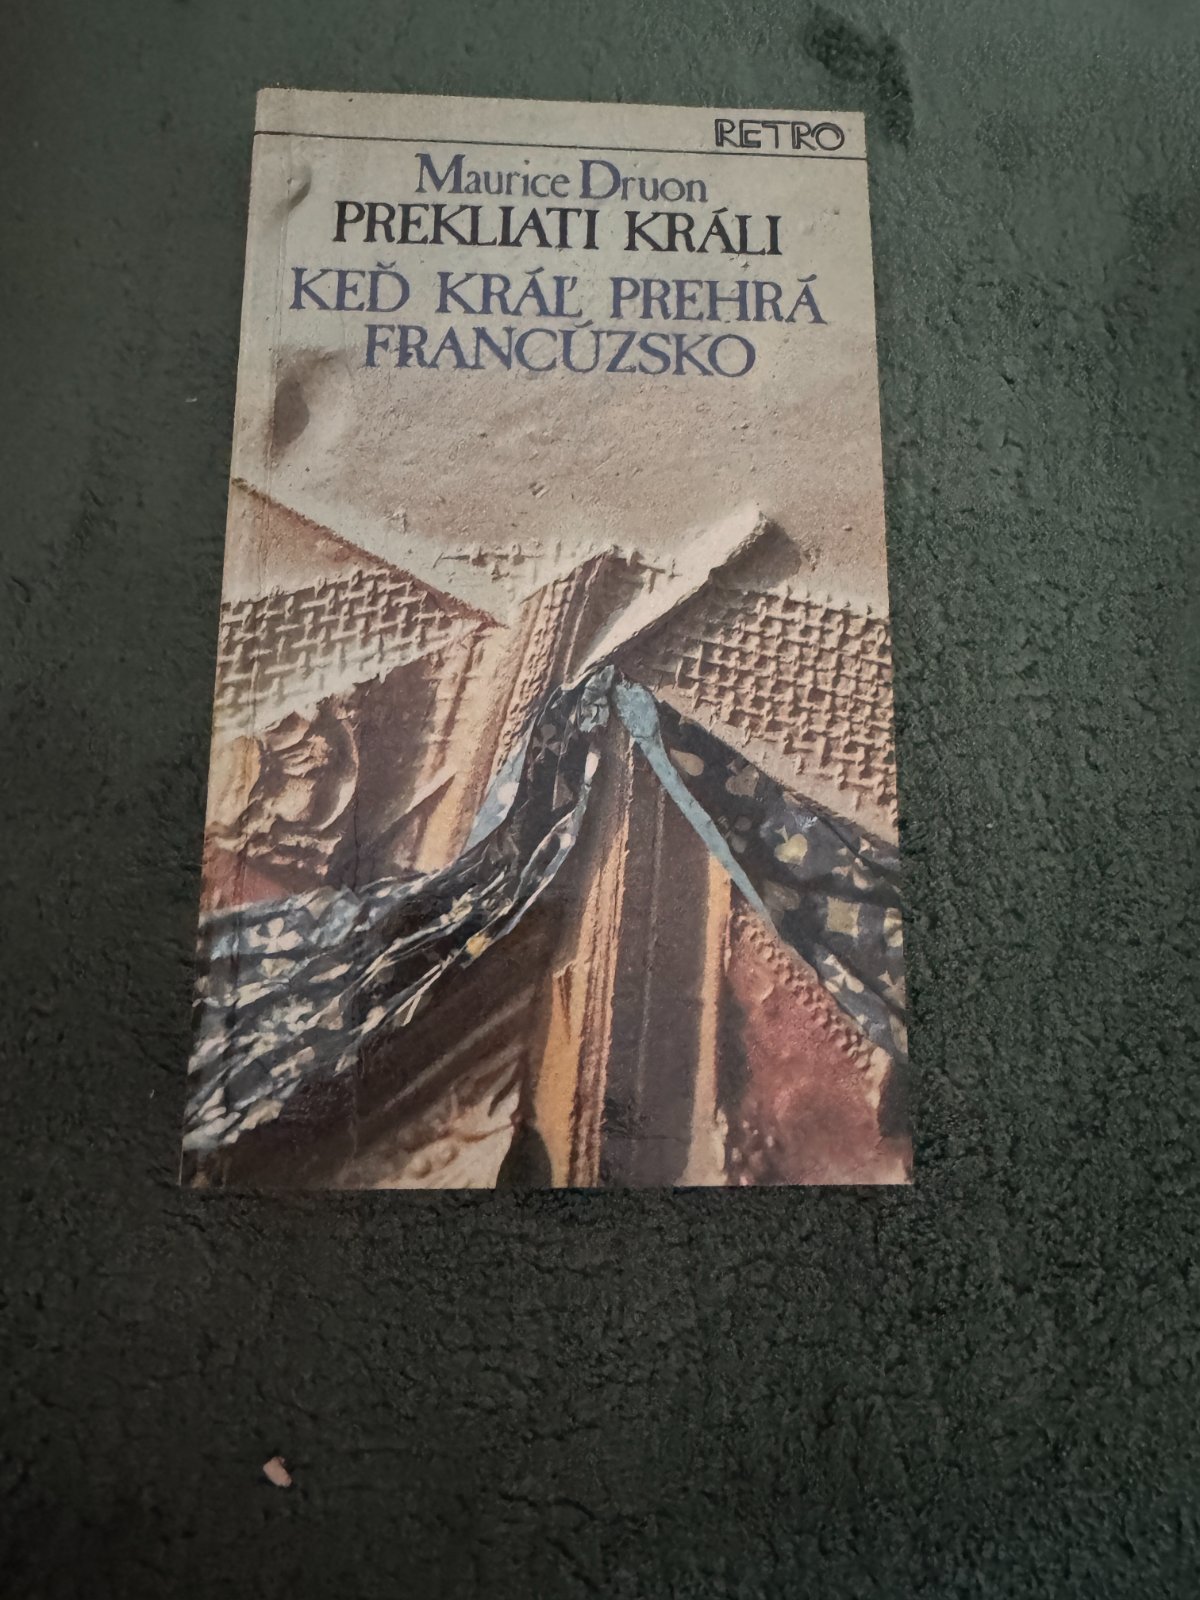 RETRO
Maurice Druon
PREKLIATI KRÁLI
KEĎ KRÁĽ PREHRÁ
FRANCÚZSKO